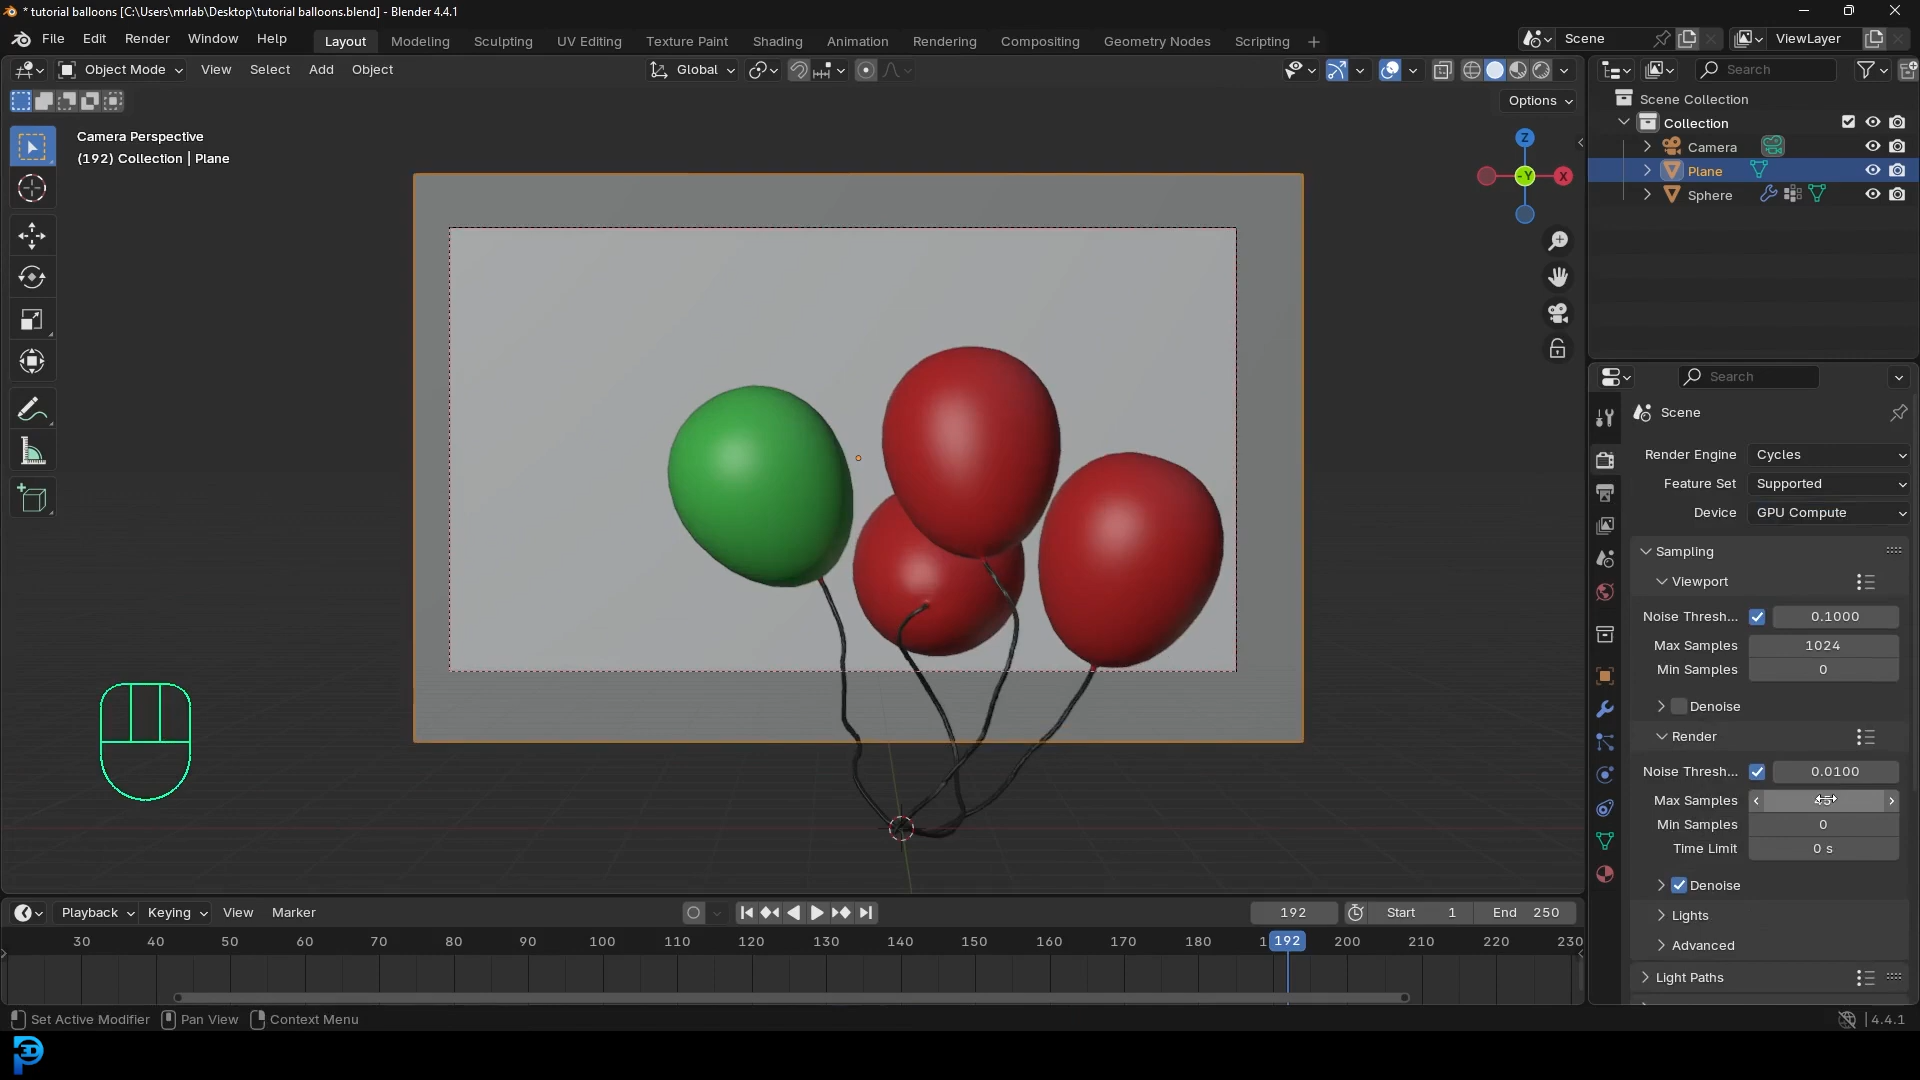 * tutorial balloons [C:\Users\mrlab\Desktop\tutorial balloons.blend] - Blender 4.4.1
File Edit Render Window Help Layout Modeling Sculpting UV Editing Texture Paint Shading Animation Rendering Compositing Geometry Nodes Scripting + Scene ViewLayer
Object Mode View Select Add Object Global Search
Options
Scene Collection
Collection
Camera
Plane
Sphere
Camera Perspective
(192) Collection | Plane
Z
-Y
X
Search
Scene
Render Engine Cycles
Feature Set Supported
Device GPU Compute
Sampling
Viewport
Noise Thresh... 0.1000
Max Samples 1024
Min Samples 0
Denoise
Render
Noise Thresh... 0.0100
Max Samples
Min Samples 0
Time Limit 0 s
Denoise
Lights
Advanced
Light Paths
Playback Keying View Marker 192 Start 1 End 250
30 40 50 60 70 80 90 100 110 120 130 140 150 160 170 180 192 200 210 220 230
Set Active Modifier Pan View Context Menu 4.4.1